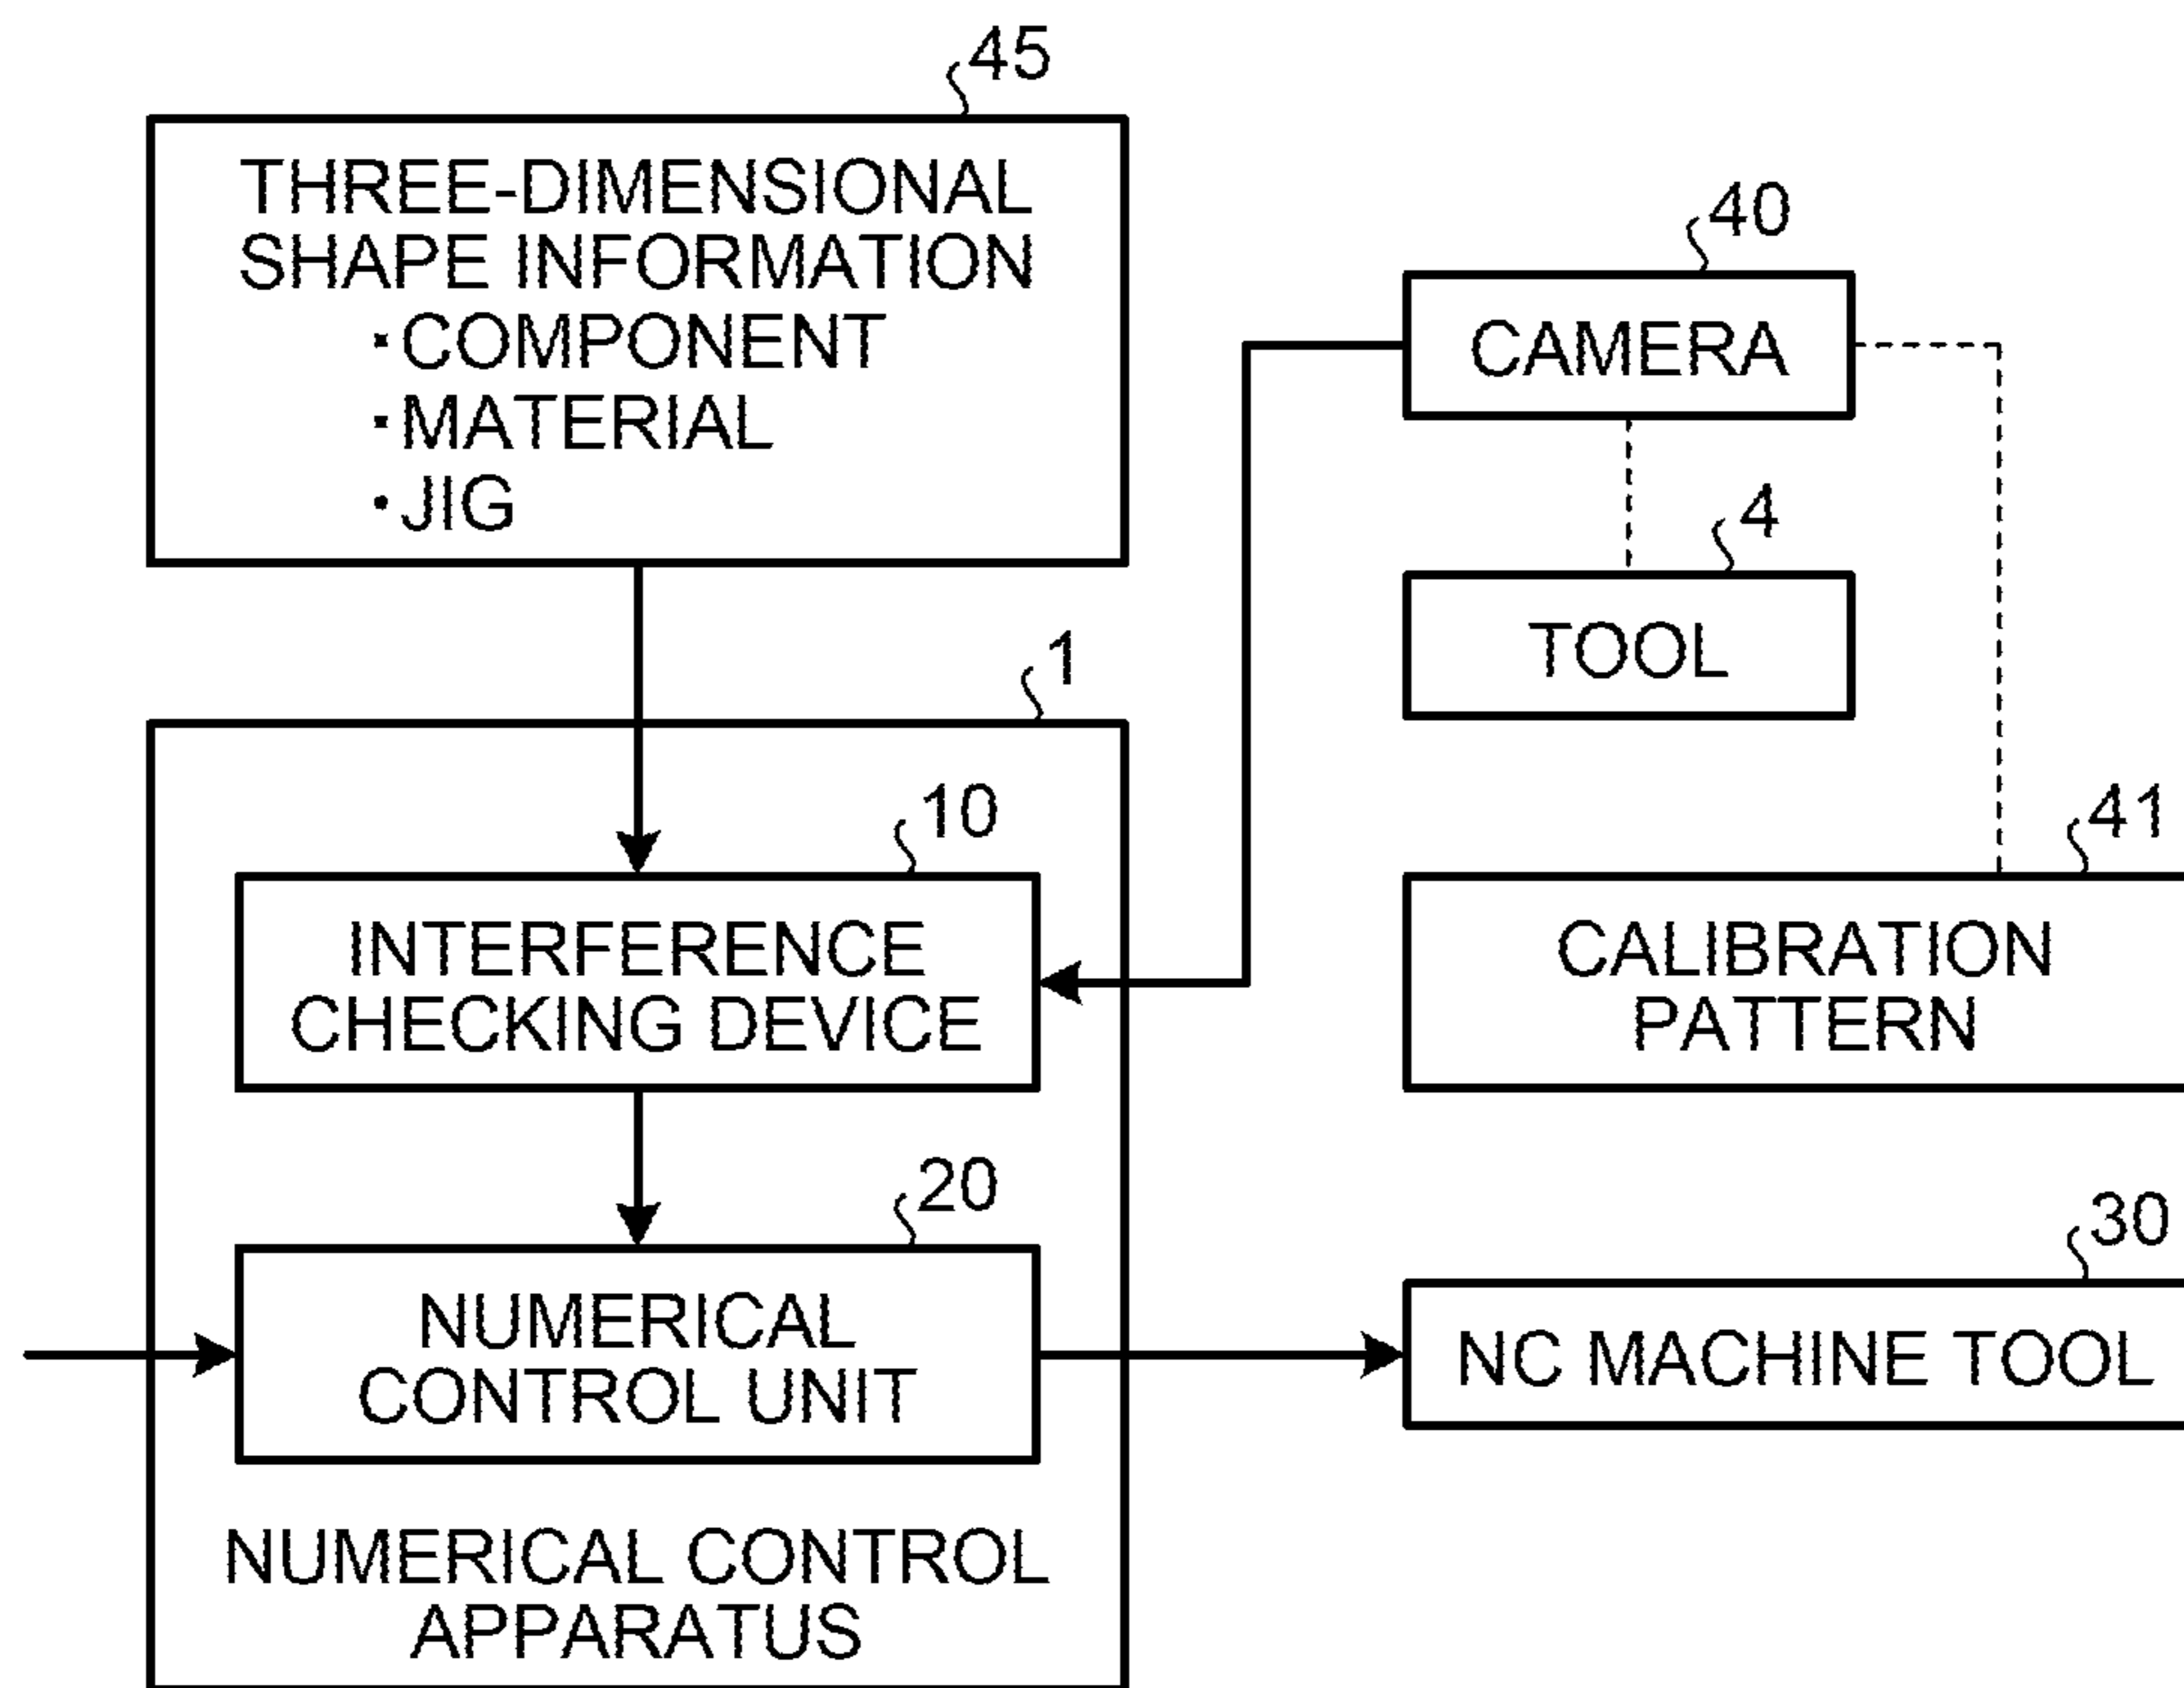 45
THREE-DIMENSIONAL
SHAPE INFORMATION
・COMPONENT
・MATERIAL
・JIG
40
CAMERA
4
TOOL
1
10
INTERFERENCE
CHECKING DEVICE
41
CALIBRATION
PATTERN
20
NUMERICAL
CONTROL UNIT
30
NC MACHINE TOOL
NUMERICAL CONTROL
APPARATUS